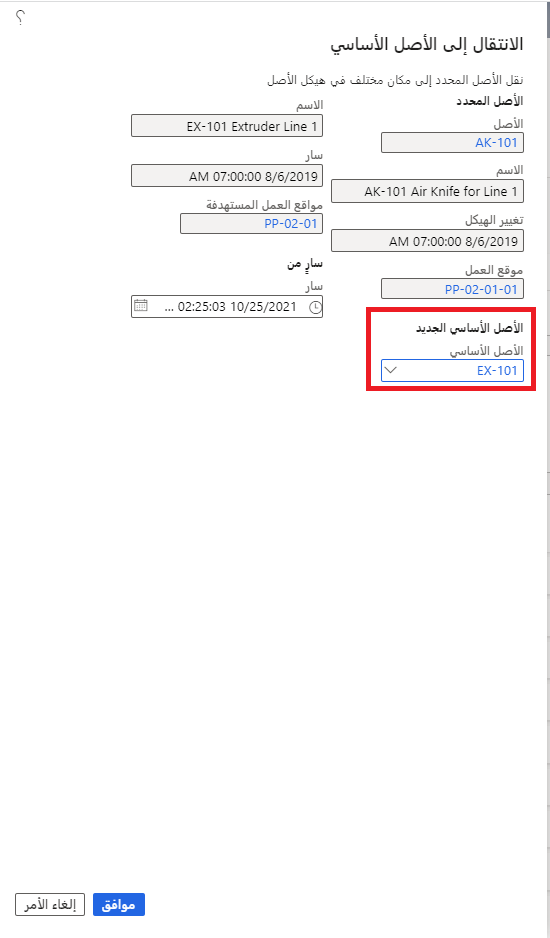 ؟
الانتقال إلى الأصل الأساسي
نقل الأصل المحدد إلى مكان مختلف في هيكل الأصل
الأصل المحدد
الأصل
AK-101
الاسم
AK-101 Air Knife for Line 1
تغيير الهيكل
8/6/2019 07:00:00 AM
موقع العمل
PP-02-01-01
الأصل الأساسي الجديد
الأصل الأساسي
EX-101
الاسم
EX-101 Extruder Line 1
سار
8/6/2019 07:00:00 AM
مواقع العمل المستهدفة
PP-02-01
سارٍ من
سار
10/25/2021 02:25:03 ...
موافق
إلغاء الأمر